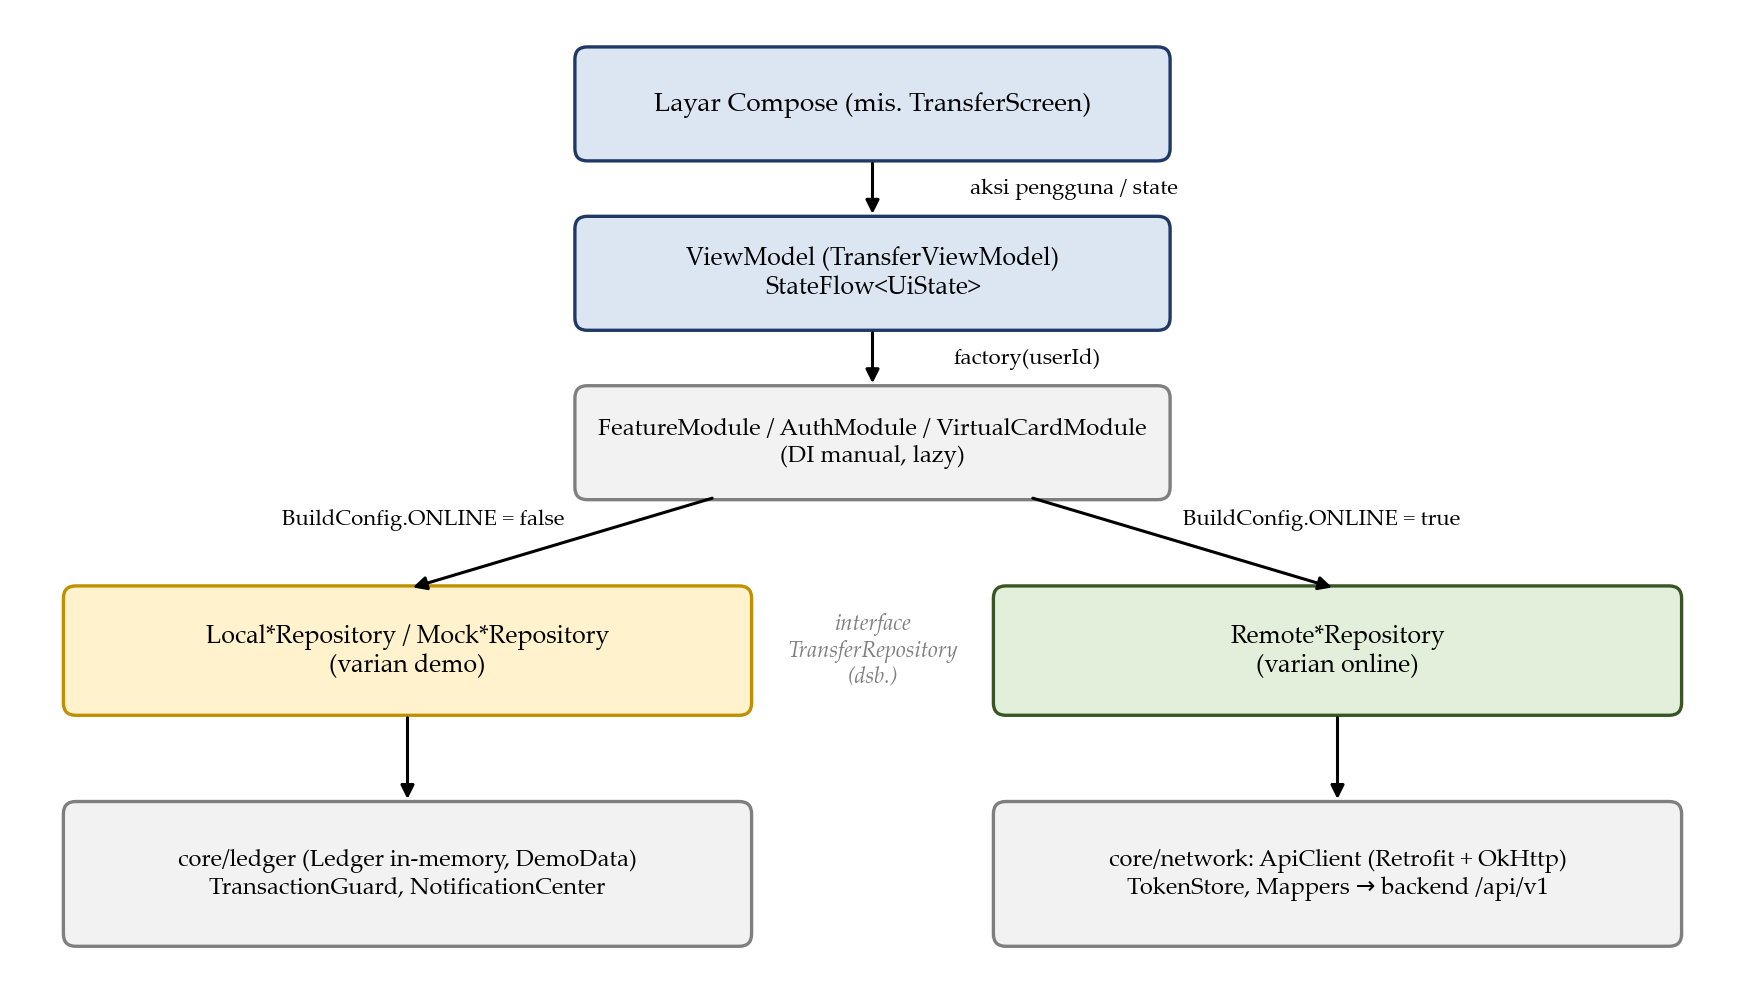 Layar Compose (mis. TransferScreen)
aksi pengguna / state
ViewModel (TransferViewModel)
StateFlow<UiState>
factory(userId)
FeatureModule / AuthModule / VirtualCardModule
(DI manual, lazy)
BuildConfig.ONLINE = false
BuildConfig.ONLINE = true
Local*Repository / Mock*Repository
(varian demo)
interface
TransferRepository
(dsb.)
Remote*Repository
(varian online)
core/ledger (Ledger in-memory, DemoData)
TransactionGuard, NotificationCenter
core/network: ApiClient (Retrofit + OkHttp)
TokenStore, Mappers → backend /api/v1